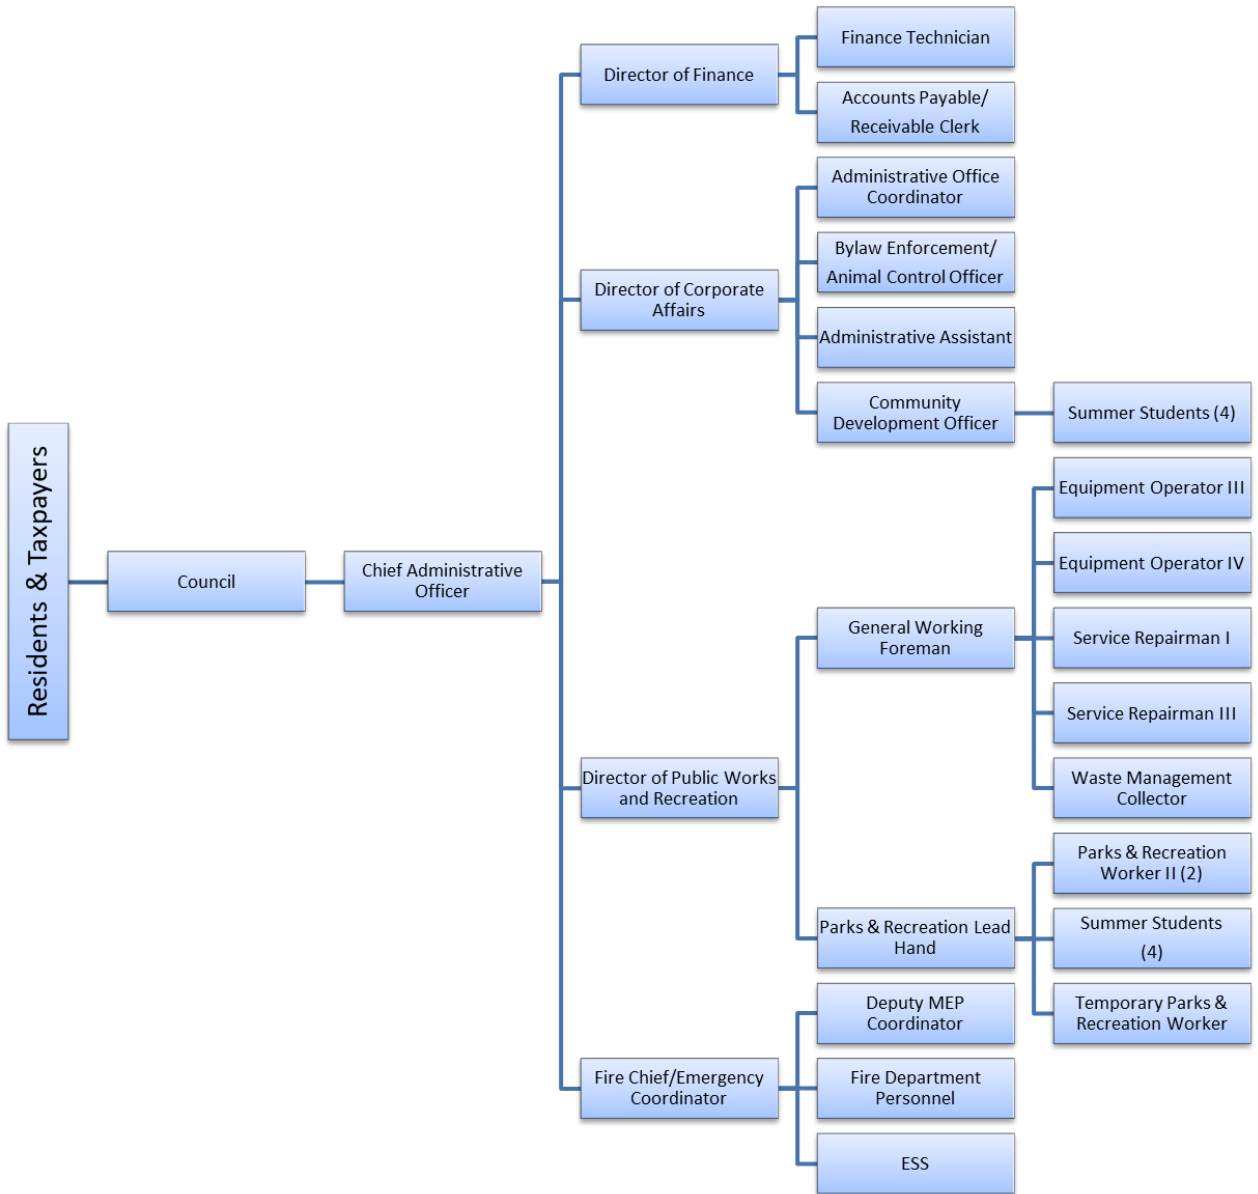 Residents & Taxpayers
Council
Chief Administrative
Officer
Director of Finance
Finance Technician
Accounts Payable/
Receivable Clerk
Director of Corporate
Affairs
Administrative Office
Coordinator
Bylaw Enforcement/
Animal Control Officer
Administrative Assistant
Community
Development Officer
Summer Students (4)
Director of Public Works
and Recreation
General Working
Foreman
Equipment Operator III
Equipment Operator IV
Service Repairman I
Service Repairman III
Waste Management
Collector
Parks & Recreation Lead
Hand
Parks & Recreation
Worker II (2)
Summer Students
(4)
Temporary Parks &
Recreation Worker
Fire Chief/Emergency
Coordinator
Deputy MEP
Coordinator
Fire Department
Personnel
ESS